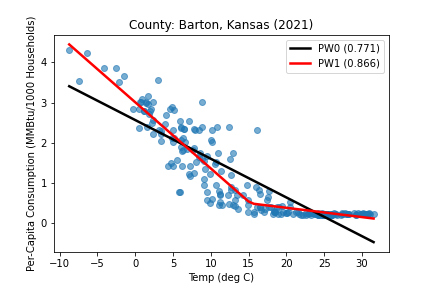 County: Barton, Kansas (2021)
PW0 (0.771)
PW1 (0.866)
Per-Capita Consumption (MMBtu/1000 Households)
4
3
2
1
0
−10
−5
0
5
10
15
20
25
30
Temp (deg C)